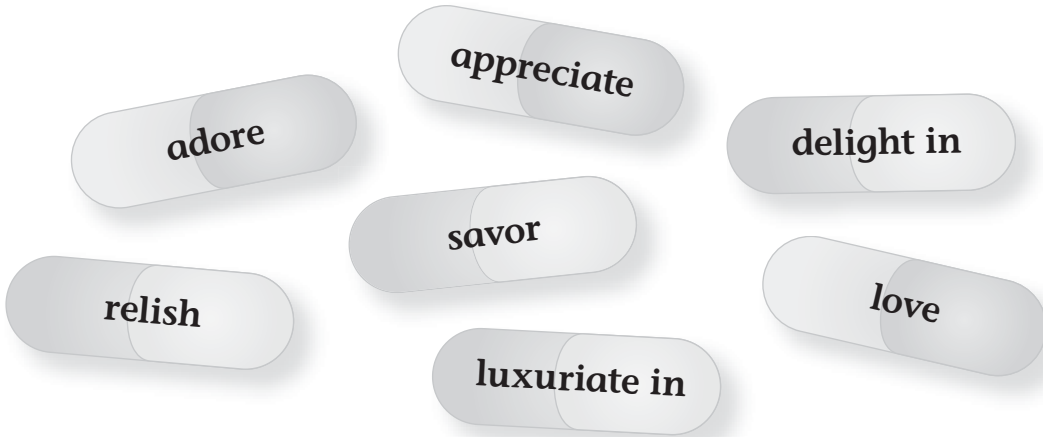 appreciate
adore
delight in
savor
relish
love
luxuriate in